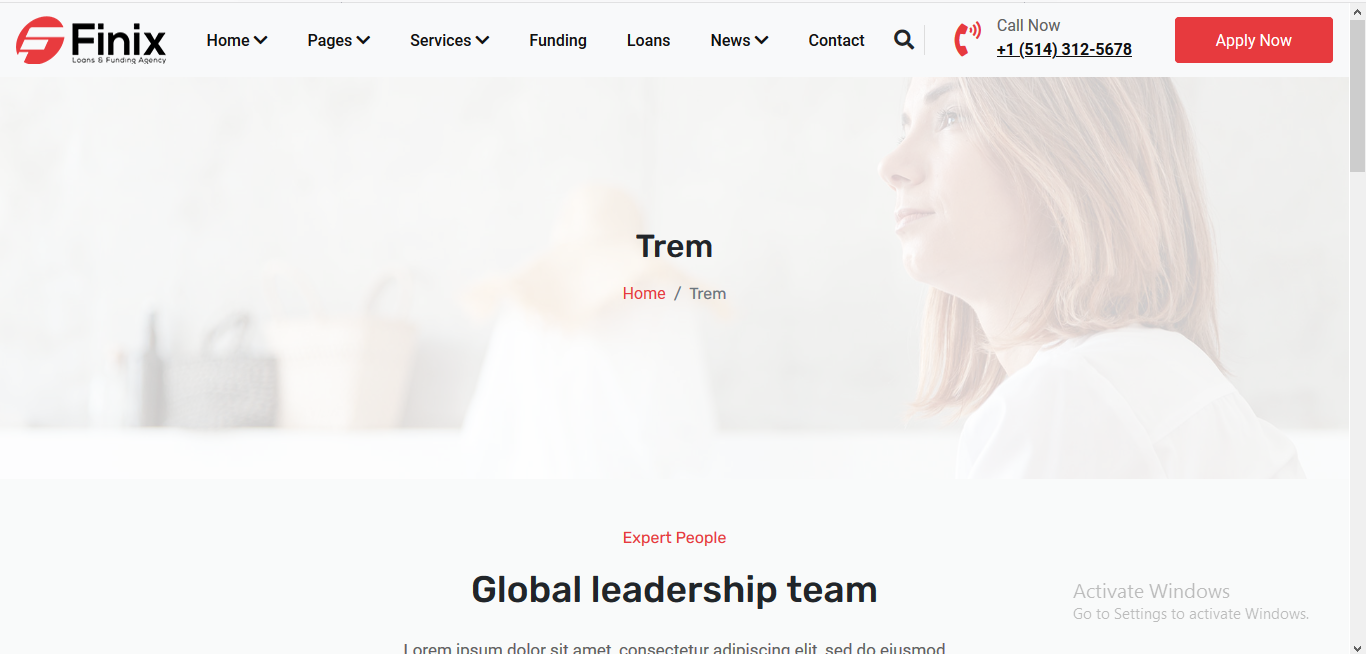 Finix
Loans & Funding Agency
Home Pages Services Funding Loans News Contact
Call Now
+1 (514) 312-5678
Apply Now
Trem
Home / Trem
Expert People
Global leadership team
Activate Windows
Go to Settings to activate Windows.
Lorem ipsum dolor sit amet, consectetur adipiscing elit, sed do eiusmod